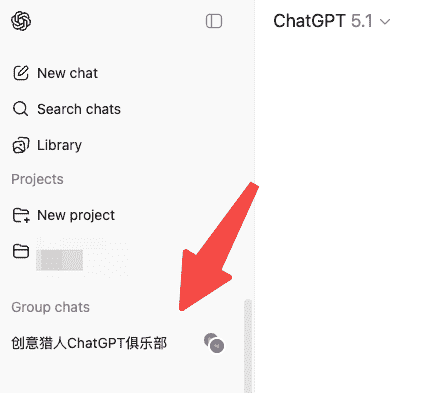 ChatGPT 5.1
New chat
Search chats
Library
Projects
New project
Group chats
创意猎人ChatGPT俱乐部